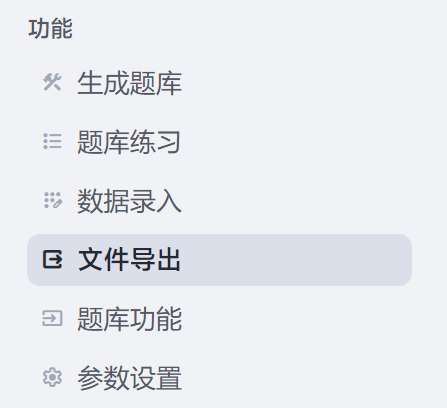 功能
生成题库
题库练习
数据录入
文件导出
题库功能
参数设置